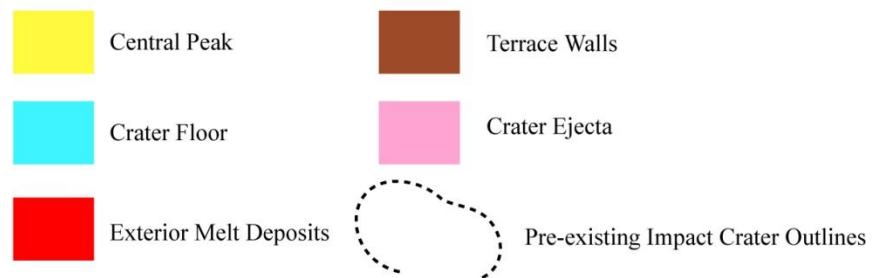 Central Peak
Terrace Walls
Crater Floor
Crater Ejecta
Exterior Melt Deposits
Pre-existing Impact Crater Outlines